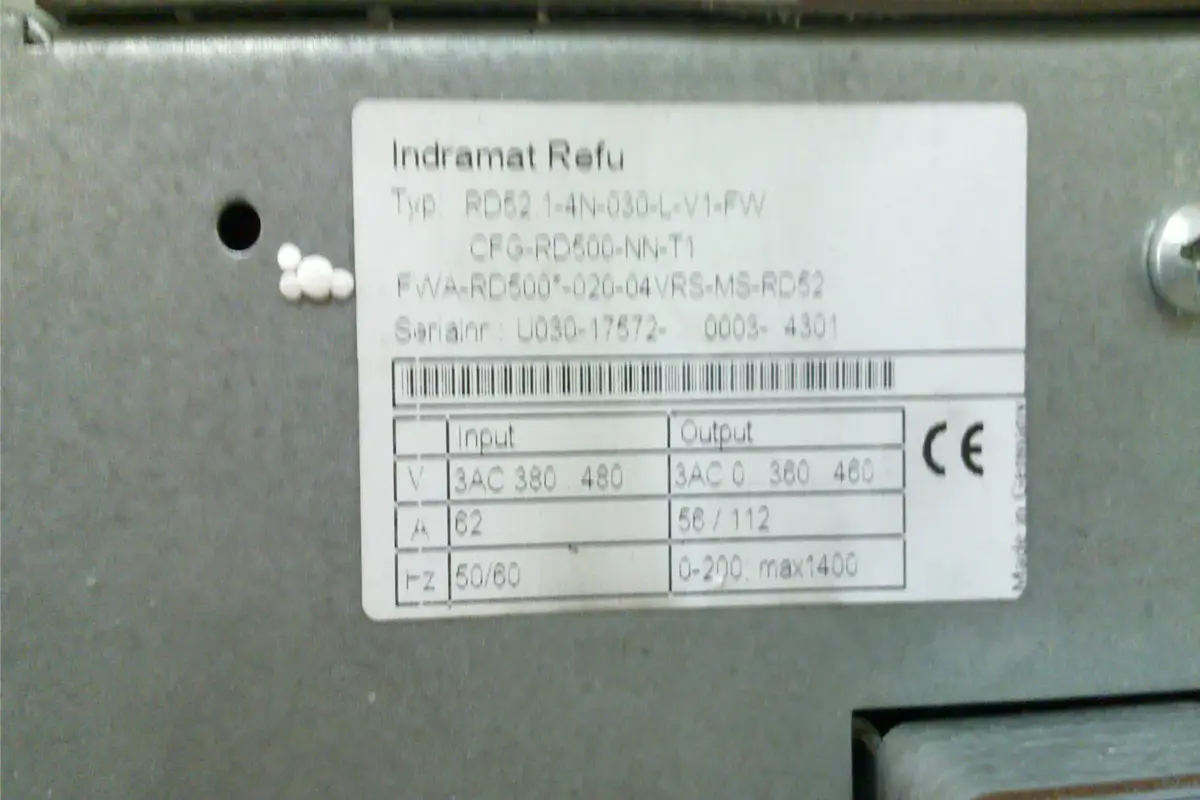 Indramat Refu
Typ: RD52.1-4N-030-L-V1-FW
CFG-RD500-NN-T1
FWA-RD500*-020-04VRS-MS-RD52
Serialnr.: U030-17572- 0003- 4301
Input Output
V 3AC 380 480 3AC 0 360 460
A 62 56 / 112
Hz 50/60 0-200, max1400
CE
Made in Germany